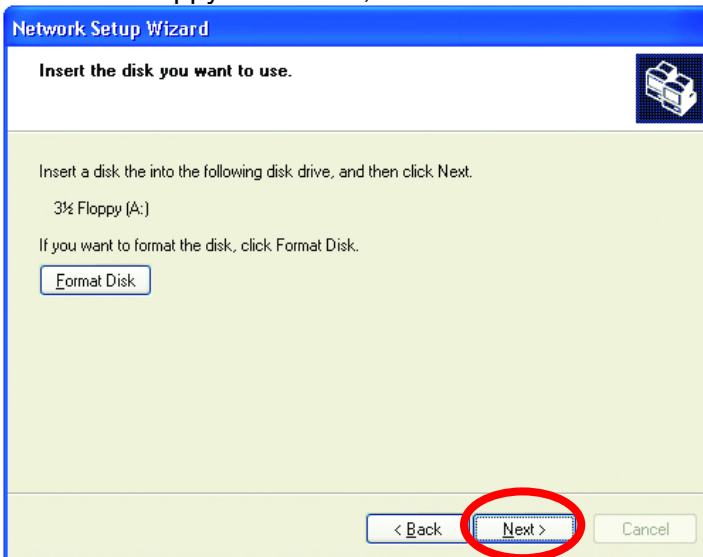 Network Setup Wizard
Insert the disk you want to use.
Insert a disk the into the following disk drive, and then click Next.
3½ Floppy (A:)
If you want to format the disk, click Format Disk.
Format Disk
< Back Next > Cancel